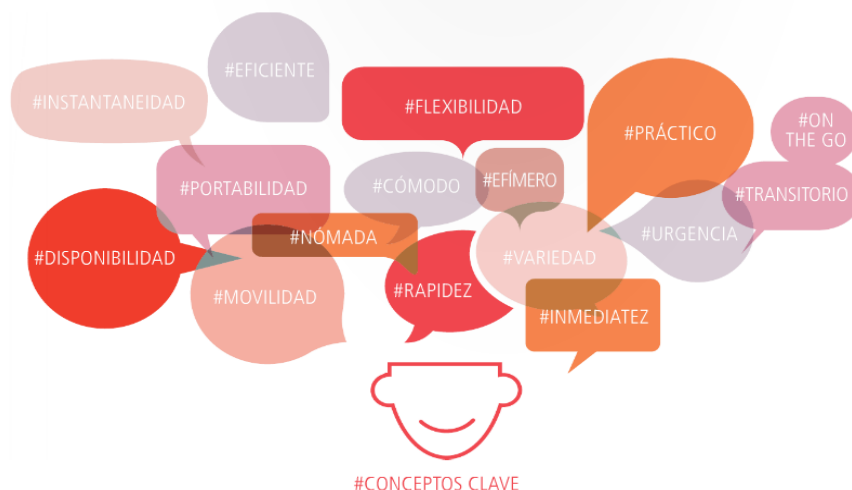 #EFICIENTE
#INSTANTANEIDAD
#FLEXIBILIDAD
#PRÁCTICO
#ON
THE GO
#PORTABILIDAD
#CÓMODO
#EFÍMERO
#TRANSITORIO
#DISPONIBILIDAD
#NÓMADA
#VARIEDAD
#URGENCIA
#MOVILIDAD
#RAPIDEZ
#INMEDIATEZ
#CONCEPTOS CLAVE